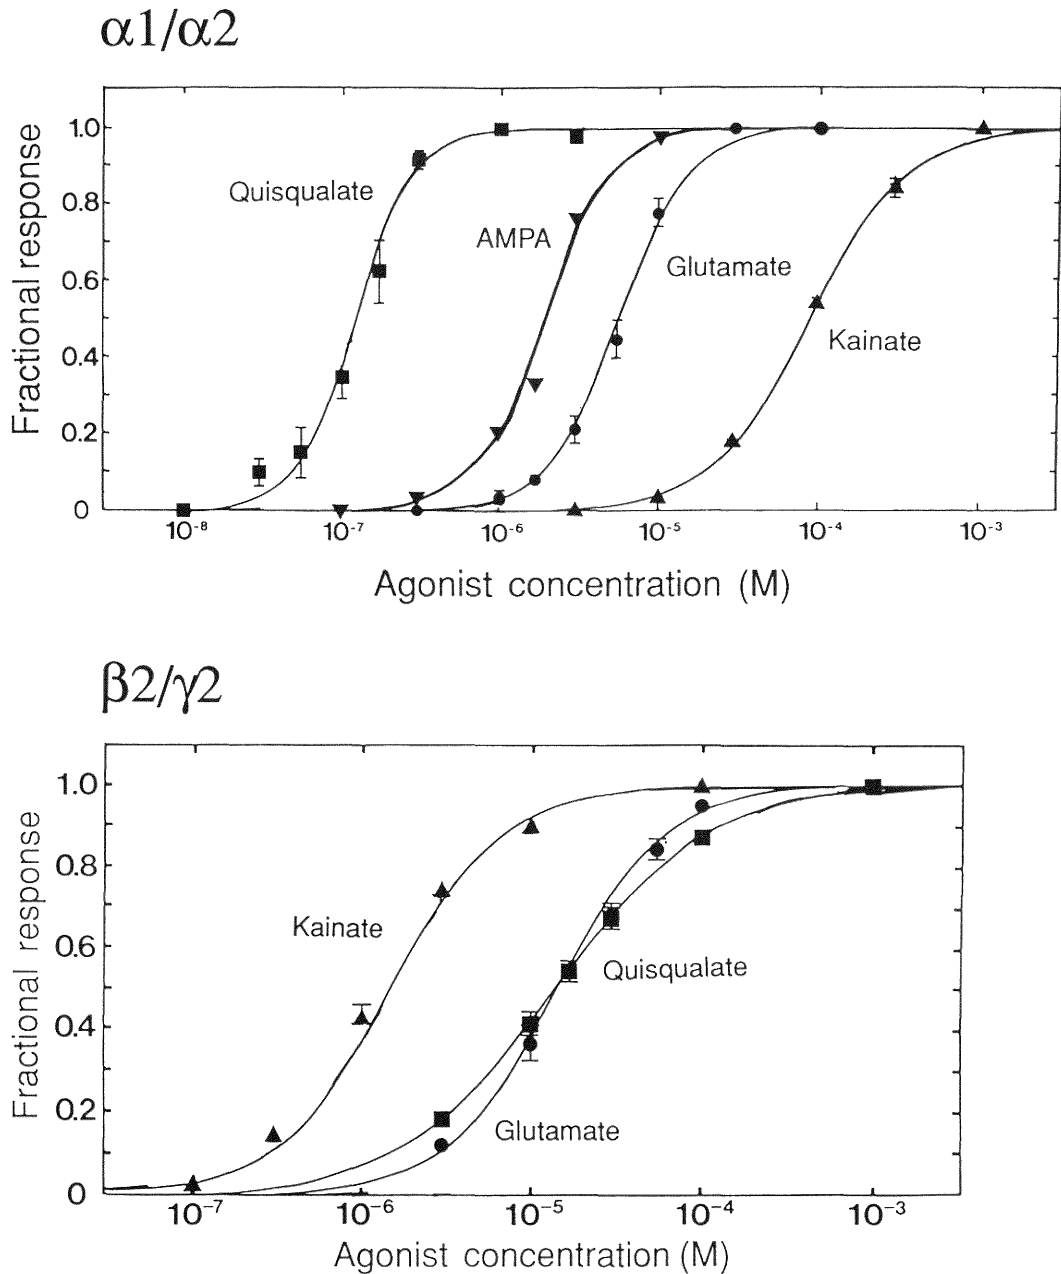 α1/α2
Fractional response
1.0
0.8
0.6
0.4
0.2
0
Quisqualate
AMPA
Glutamate
Kainate
10⁻⁸ 10⁻⁷ 10⁻⁶ 10⁻⁵ 10⁻⁴ 10⁻³
Agonist concentration (M)
β2/γ2
Fractional response
1.0
0.8
0.6
0.4
0.2
0
Kainate
Quisqualate
Glutamate
10⁻⁷ 10⁻⁶ 10⁻⁵ 10⁻⁴ 10⁻³
Agonist concentration (M)